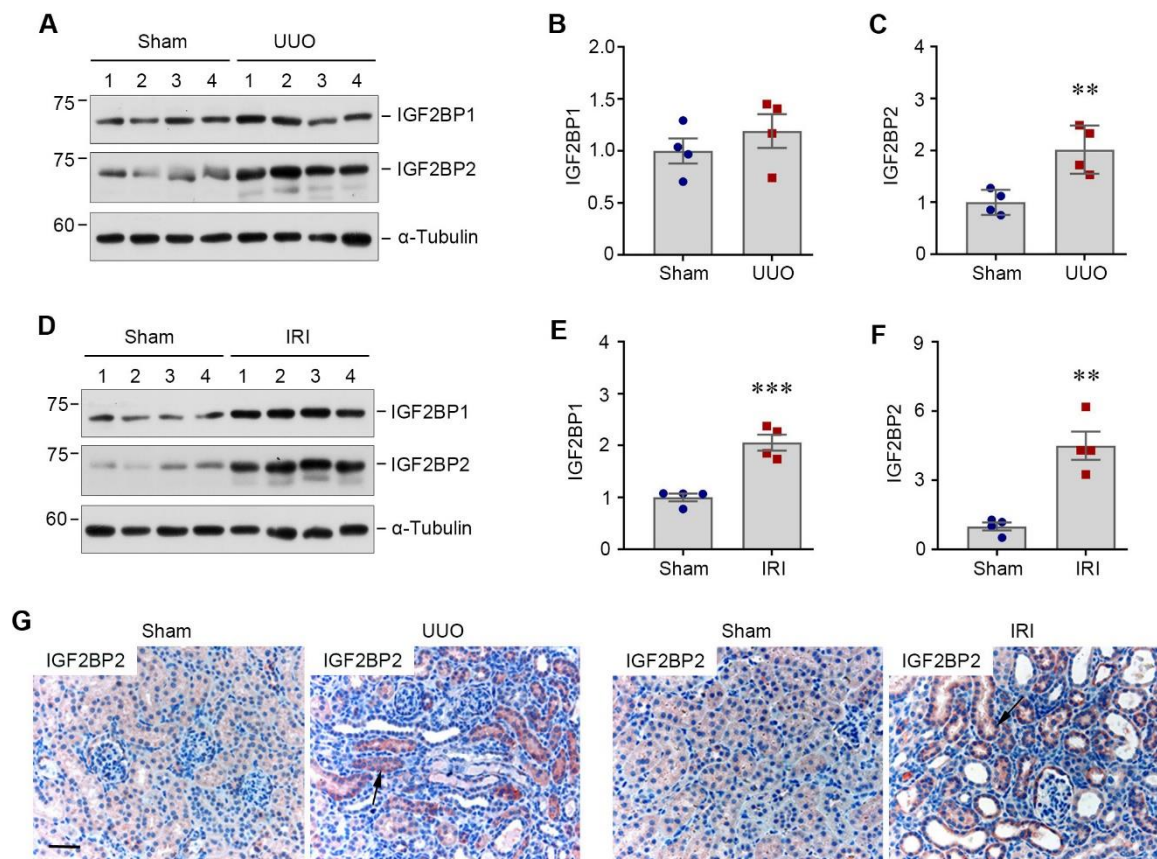 A
Sham UUO
1 2 3 4 1 2 3 4
75
IGF2BP1
75
IGF2BP2
60
α-Tubulin
B
2.0
1.5
1.0
0.5
0
IGF2BP1
Sham UUO
C
4
3
2
1
0
IGF2BP2
**
Sham UUO
D
Sham IRI
1 2 3 4 1 2 3 4
75
IGF2BP1
75
IGF2BP2
60
α-Tubulin
E
4
3
2
1
0
IGF2BP1
***
Sham IRI
F
9
6
3
0
IGF2BP2
**
Sham IRI
G
Sham UUO Sham IRI
IGF2BP2 IGF2BP2 IGF2BP2 IGF2BP2